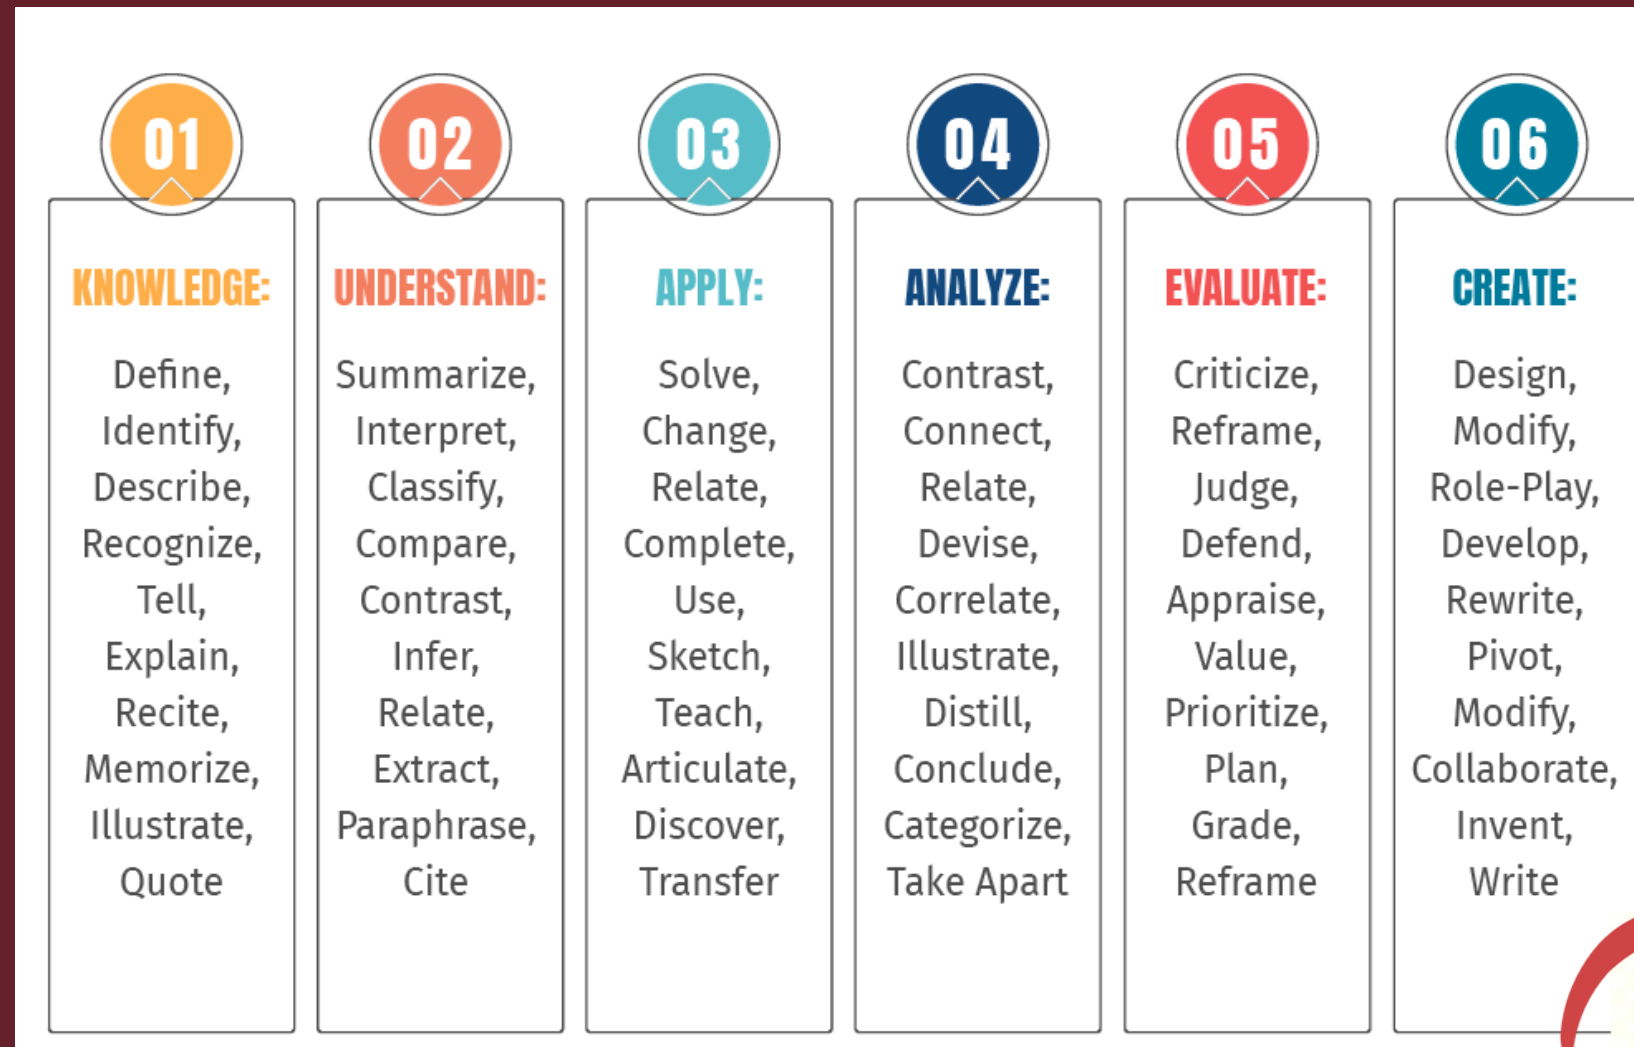 01
KNOWLEDGE:
Define,
Identify,
Describe,
Recognize,
Tell,
Explain,
Recite,
Memorize,
Illustrate,
Quote
02
UNDERSTAND:
Summarize,
Interpret,
Classify,
Compare,
Contrast,
Infer,
Relate,
Extract,
Paraphrase,
Cite
03
APPLY:
Solve,
Change,
Relate,
Complete,
Use,
Sketch,
Teach,
Articulate,
Discover,
Transfer
04
ANALYZE:
Contrast,
Connect,
Relate,
Devise,
Correlate,
Illustrate,
Distill,
Conclude,
Categorize,
Take Apart
05
EVALUATE:
Criticize,
Reframe,
Judge,
Defend,
Appraise,
Value,
Prioritize,
Plan,
Grade,
Reframe
06
CREATE:
Design,
Modify,
Role-Play,
Develop,
Rewrite,
Pivot,
Modify,
Collaborate,
Invent,
Write